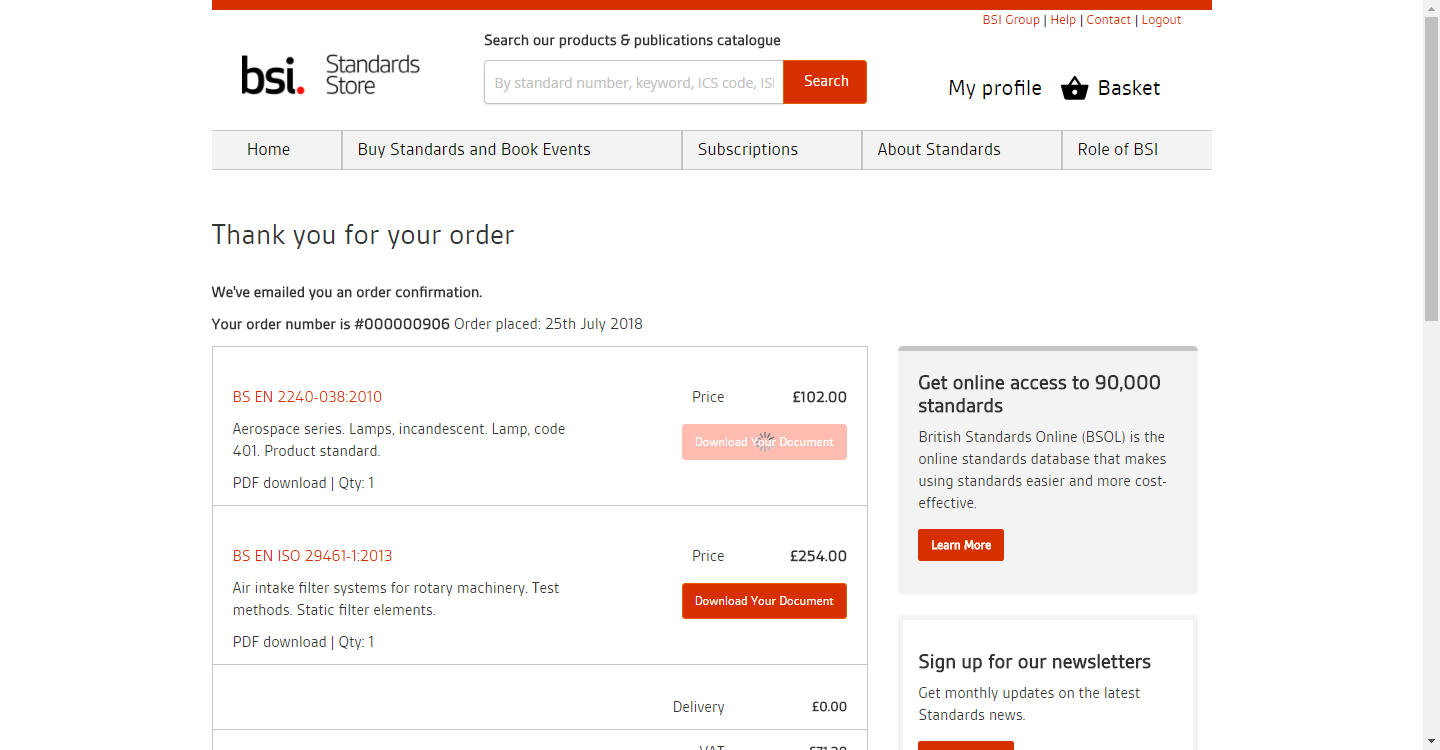 BSI Group | Help | Contact | Logout
Search our products & publications catalogue
bsi. Standards Store
By standard number, keyword, ICS code, ISI
Search
My profile
Basket
Home
Buy Standards and Book Events
Subscriptions
About Standards
Role of BSI
Thank you for your order
We've emailed you an order confirmation.
Your order number is #000000906 Order placed: 25th July 2018
BS EN 2240-038:2010
Price £102.00
Aerospace series. Lamps, incandescent. Lamp, code
401. Product standard.
Download Your Document
PDF download | Qty: 1
BS EN ISO 29461-1:2013
Price £254.00
Air intake filter systems for rotary machinery. Test
methods. Static filter elements.
Download Your Document
PDF download | Qty: 1
Delivery £0.00
VAT £71.20
Get online access to 90,000
standards
British Standards Online (BSOL) is the
online standards database that makes
using standards easier and more cost-
effective.
Learn More
Sign up for our newsletters
Get monthly updates on the latest
Standards news.